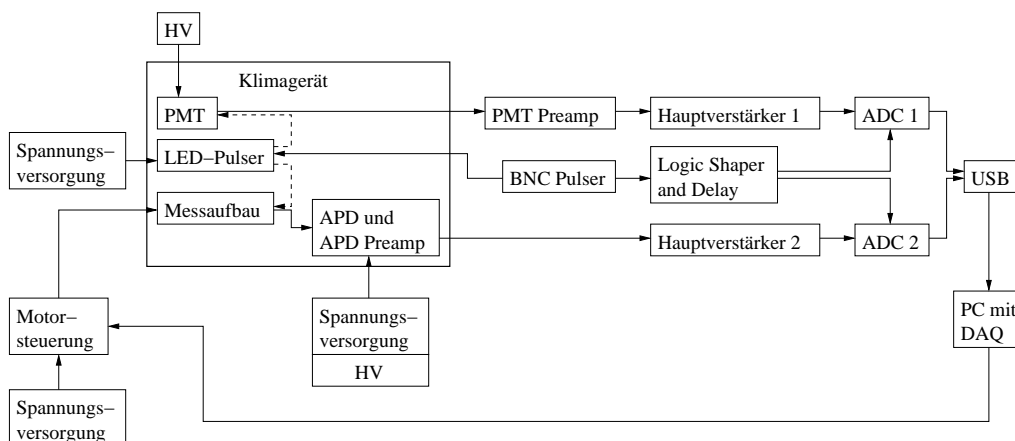 HV
Klimagerät
PMT
PMT Preamp
Hauptverstärker 1
ADC 1
Spannungs–
versorgung
LED–Pulser
BNC Pulser
Logic Shaper
and Delay
USB
Messaufbau
APD und
APD Preamp
Hauptverstärker 2
ADC 2
Motor–
steuerung
Spannungs–
versorgung
HV
PC mit
DAQ
Spannungs–
versorgung